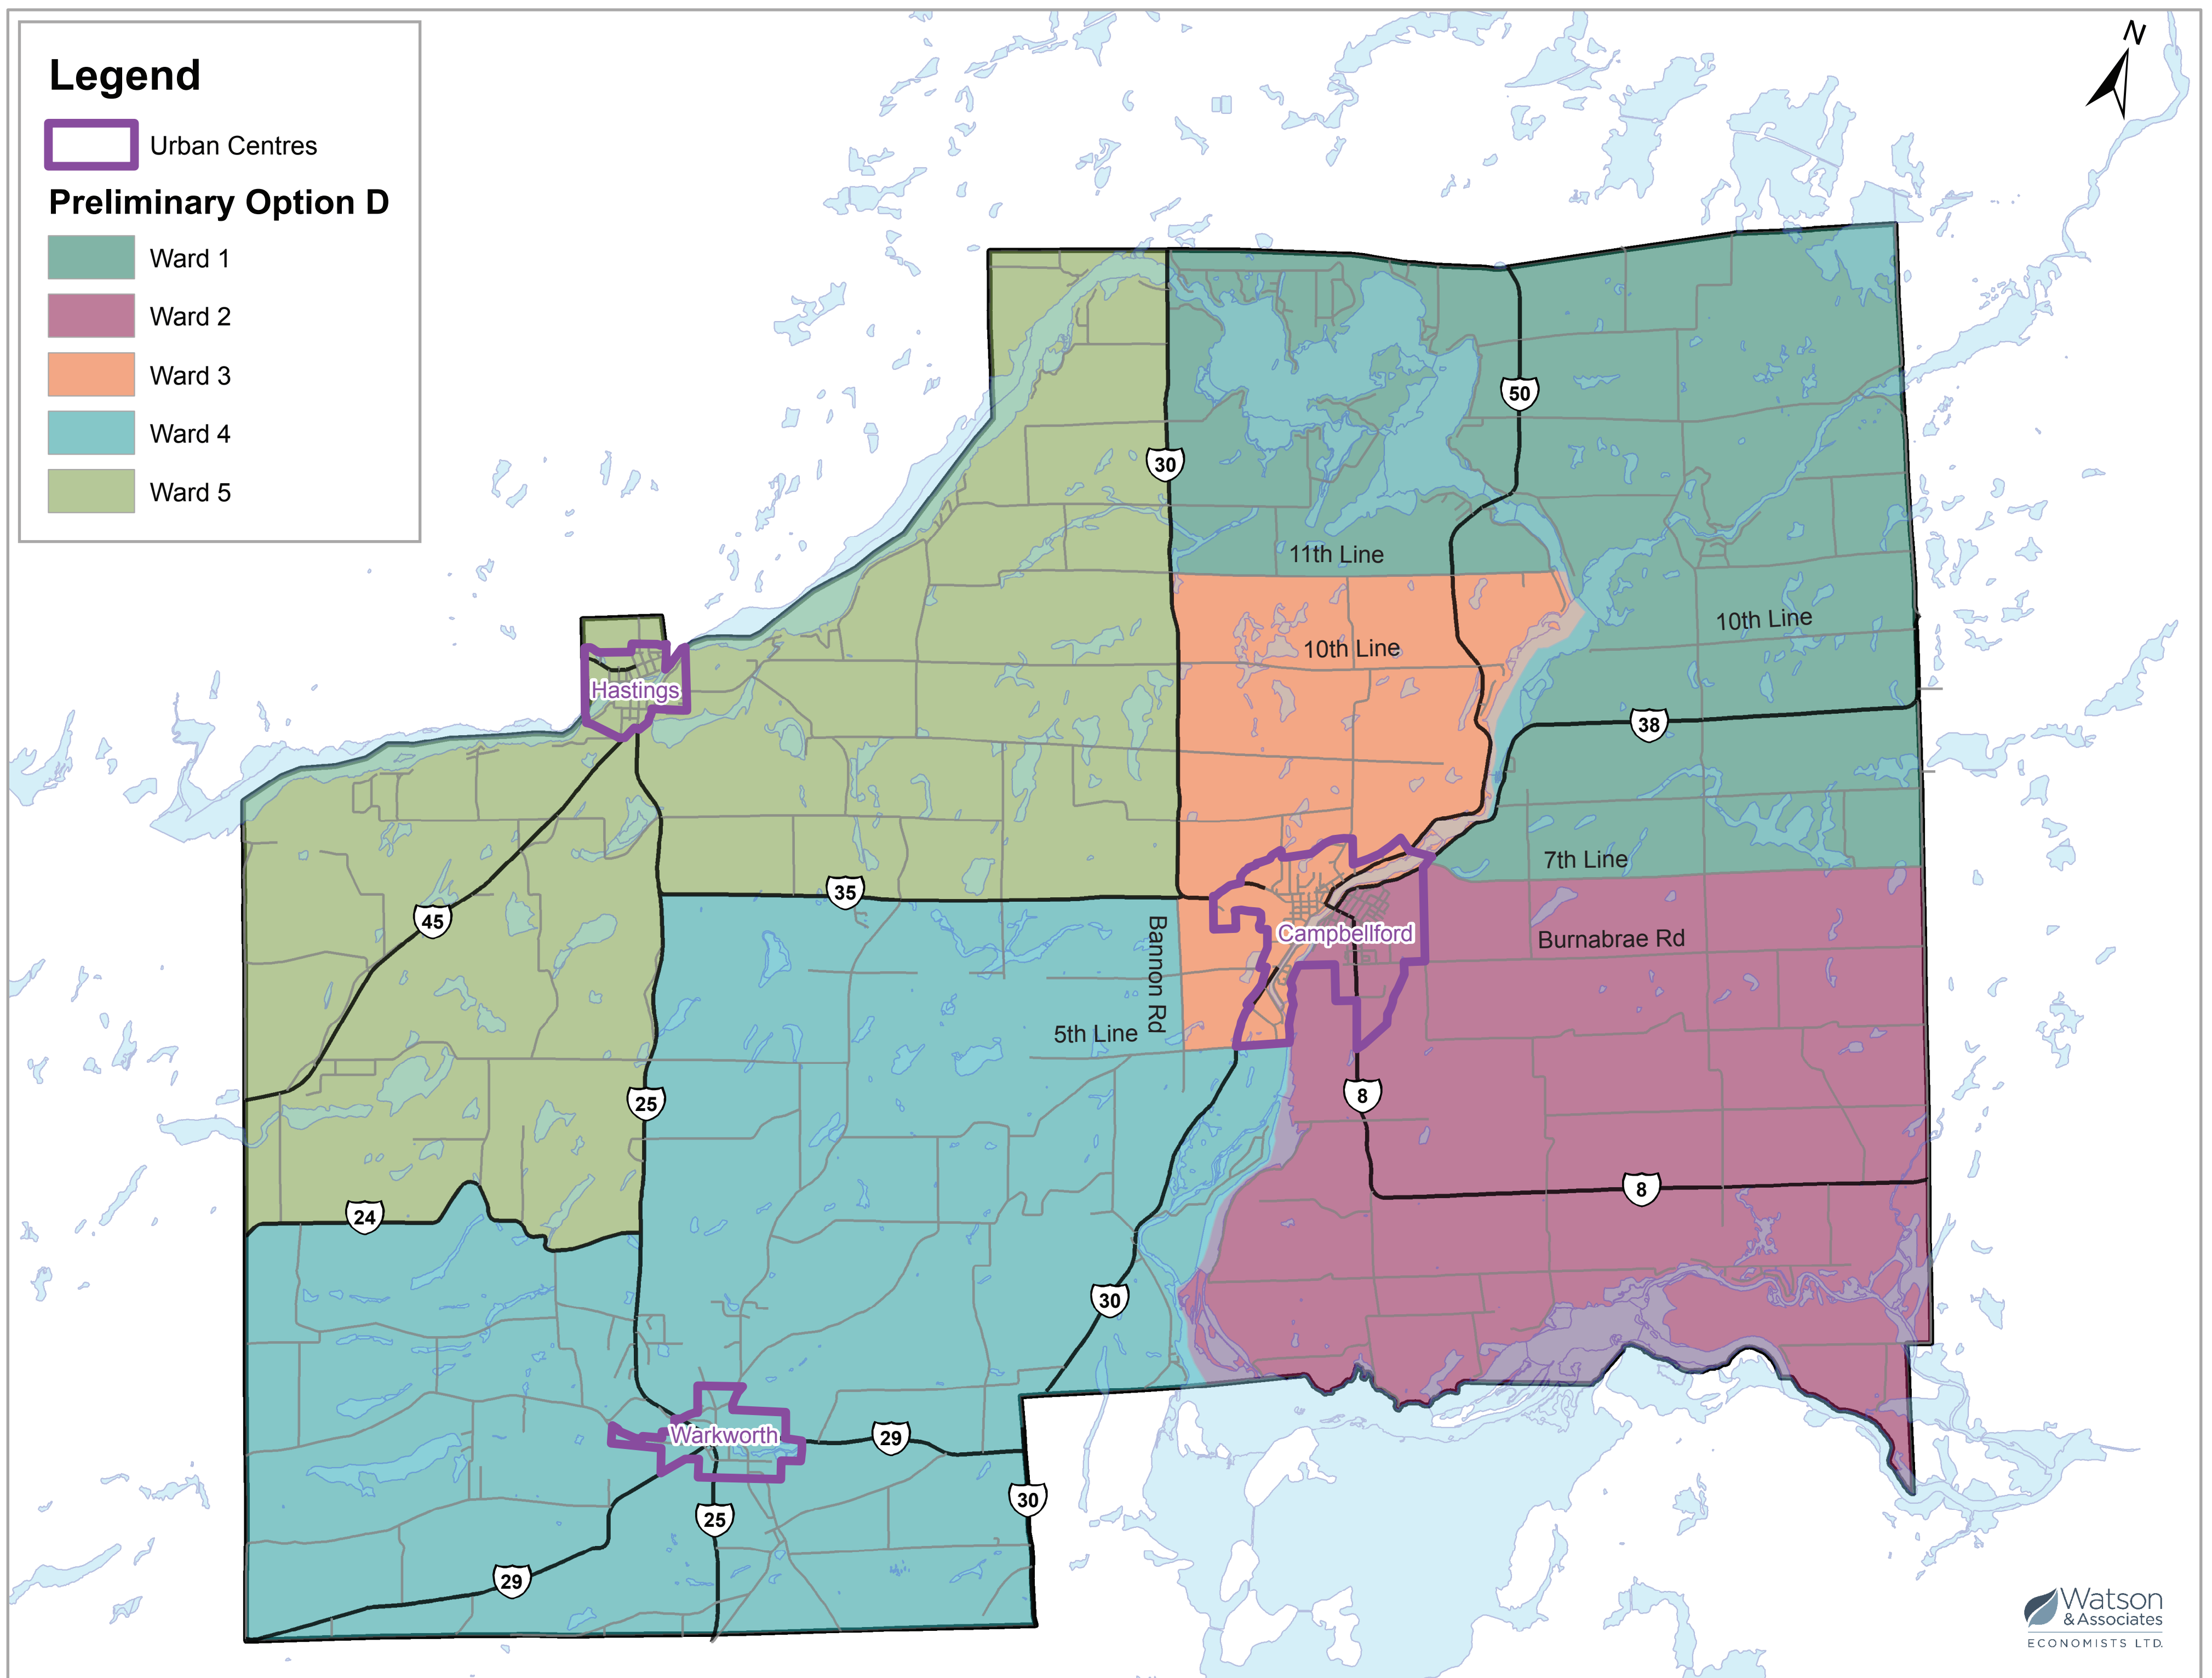 Legend
Urban Centres
Preliminary Option D
Ward 1
Ward 2
Ward 3
Ward 4
Ward 5
N
50
30
11th Line
10th Line
10th Line
Hastings
38
7th Line
35
45
Bannon Rd
Campbellford
Burnabrae Rd
5th Line
25
8
8
24
30
Warkworth
29
30
25
29
Watson
& Associates
ECONOMISTS LTD.